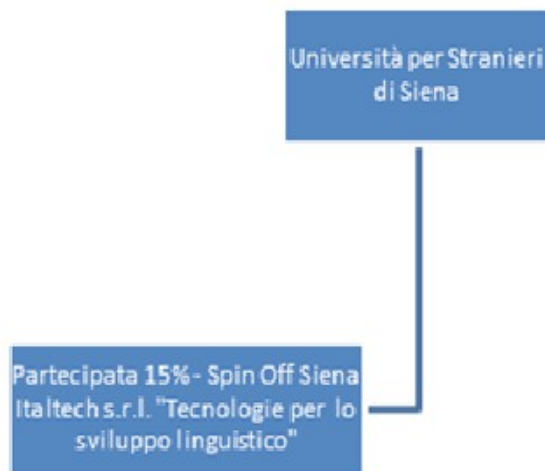 Università per Stranieri
di Siena
Partecipata 15% - Spin Off Siena
Italtech s.r.l. "Tecnologie per lo
sviluppo linguistico"